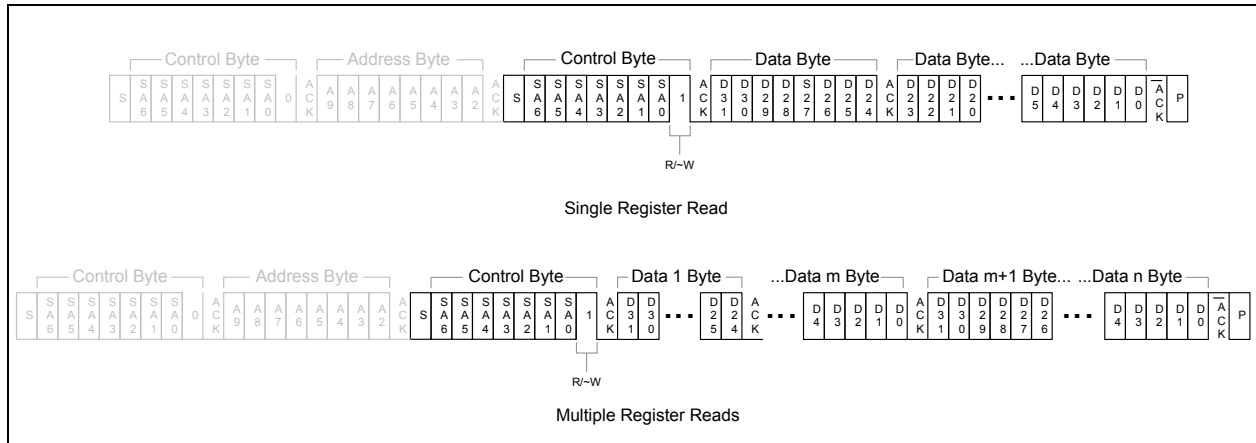 Control Byte Address Byte Control Byte Data Byte Data Byte... ...Data Byte
S SA6 SA5 SA4 SA3 SA2 SA1 SA0 0 ACK A9 A8 A7 A6 A5 A4 A3 A2 ACK S SA6 SA5 SA4 SA3 SA2 SA1 SA0 1 ACK D31 D30 D29 D28 S27 D26 D25 D24 ACK D23 D22 D21 D20 ... D5 D4 D3 D2 D1 D0 ACK P
R/~W
Single Register Read
Control Byte Address Byte Control Byte Data 1 Byte ...Data m Byte Data m+1 Byte... ...Data n Byte
S SA6 SA5 SA4 SA3 SA2 SA1 SA0 0 ACK A9 A8 A7 A6 A5 A4 A3 A2 ACK S SA6 SA5 SA4 SA3 SA2 SA1 SA0 1 ACK D31 D30 ... D25 D24 ACK ... D4 D3 D2 D1 D0 ACK D31 D30 D29 D28 D27 D26 ... D4 D3 D2 D1 D0 ACK P
R/~W
Multiple Register Reads